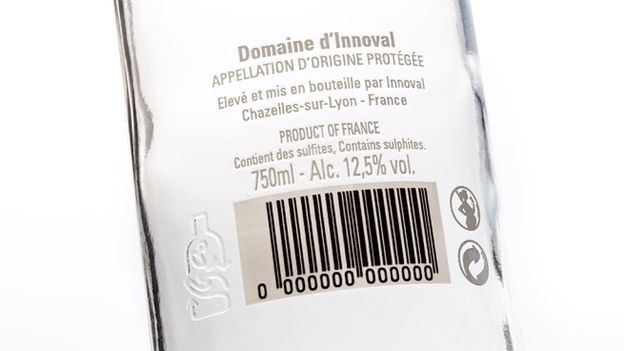 Domaine d'Innoval
APPELLATION D'ORIGINE PROTÉGÉE
Elevé et mis en bouteille par Innoval
Chazelles-sur-Lyon - France
PRODUCT OF FRANCE
Contient des sulfites, Contains sulphites.
750ml - Alc. 12,5% vol.
0 000000 000000